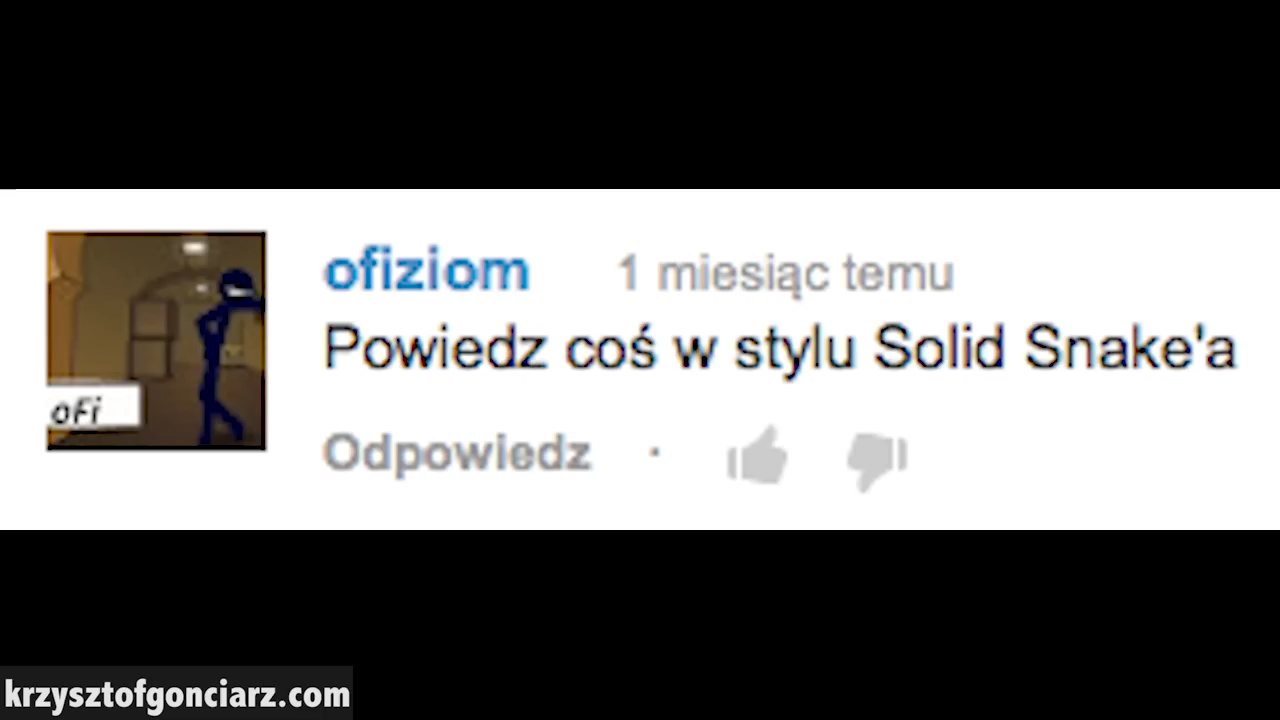 ofiziom 1 miesiąc temu
Powiedz coś w stylu Solid Snake'a
oFi
Odpowiedz ·
krzysztofgonciarz.com